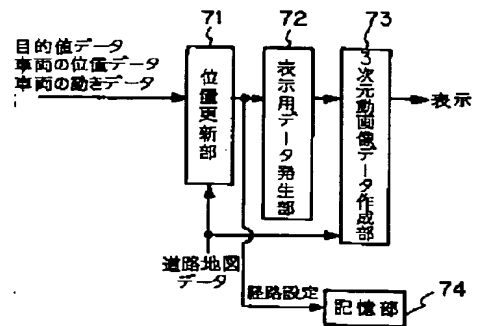 71
72
73
目的値データ
車両の位値データ
車両の動きデータ
位置更新部
表示用データ発生部
3次元動画像データ作成部
表示
道路地図
データ
経路設定
記憶部
74